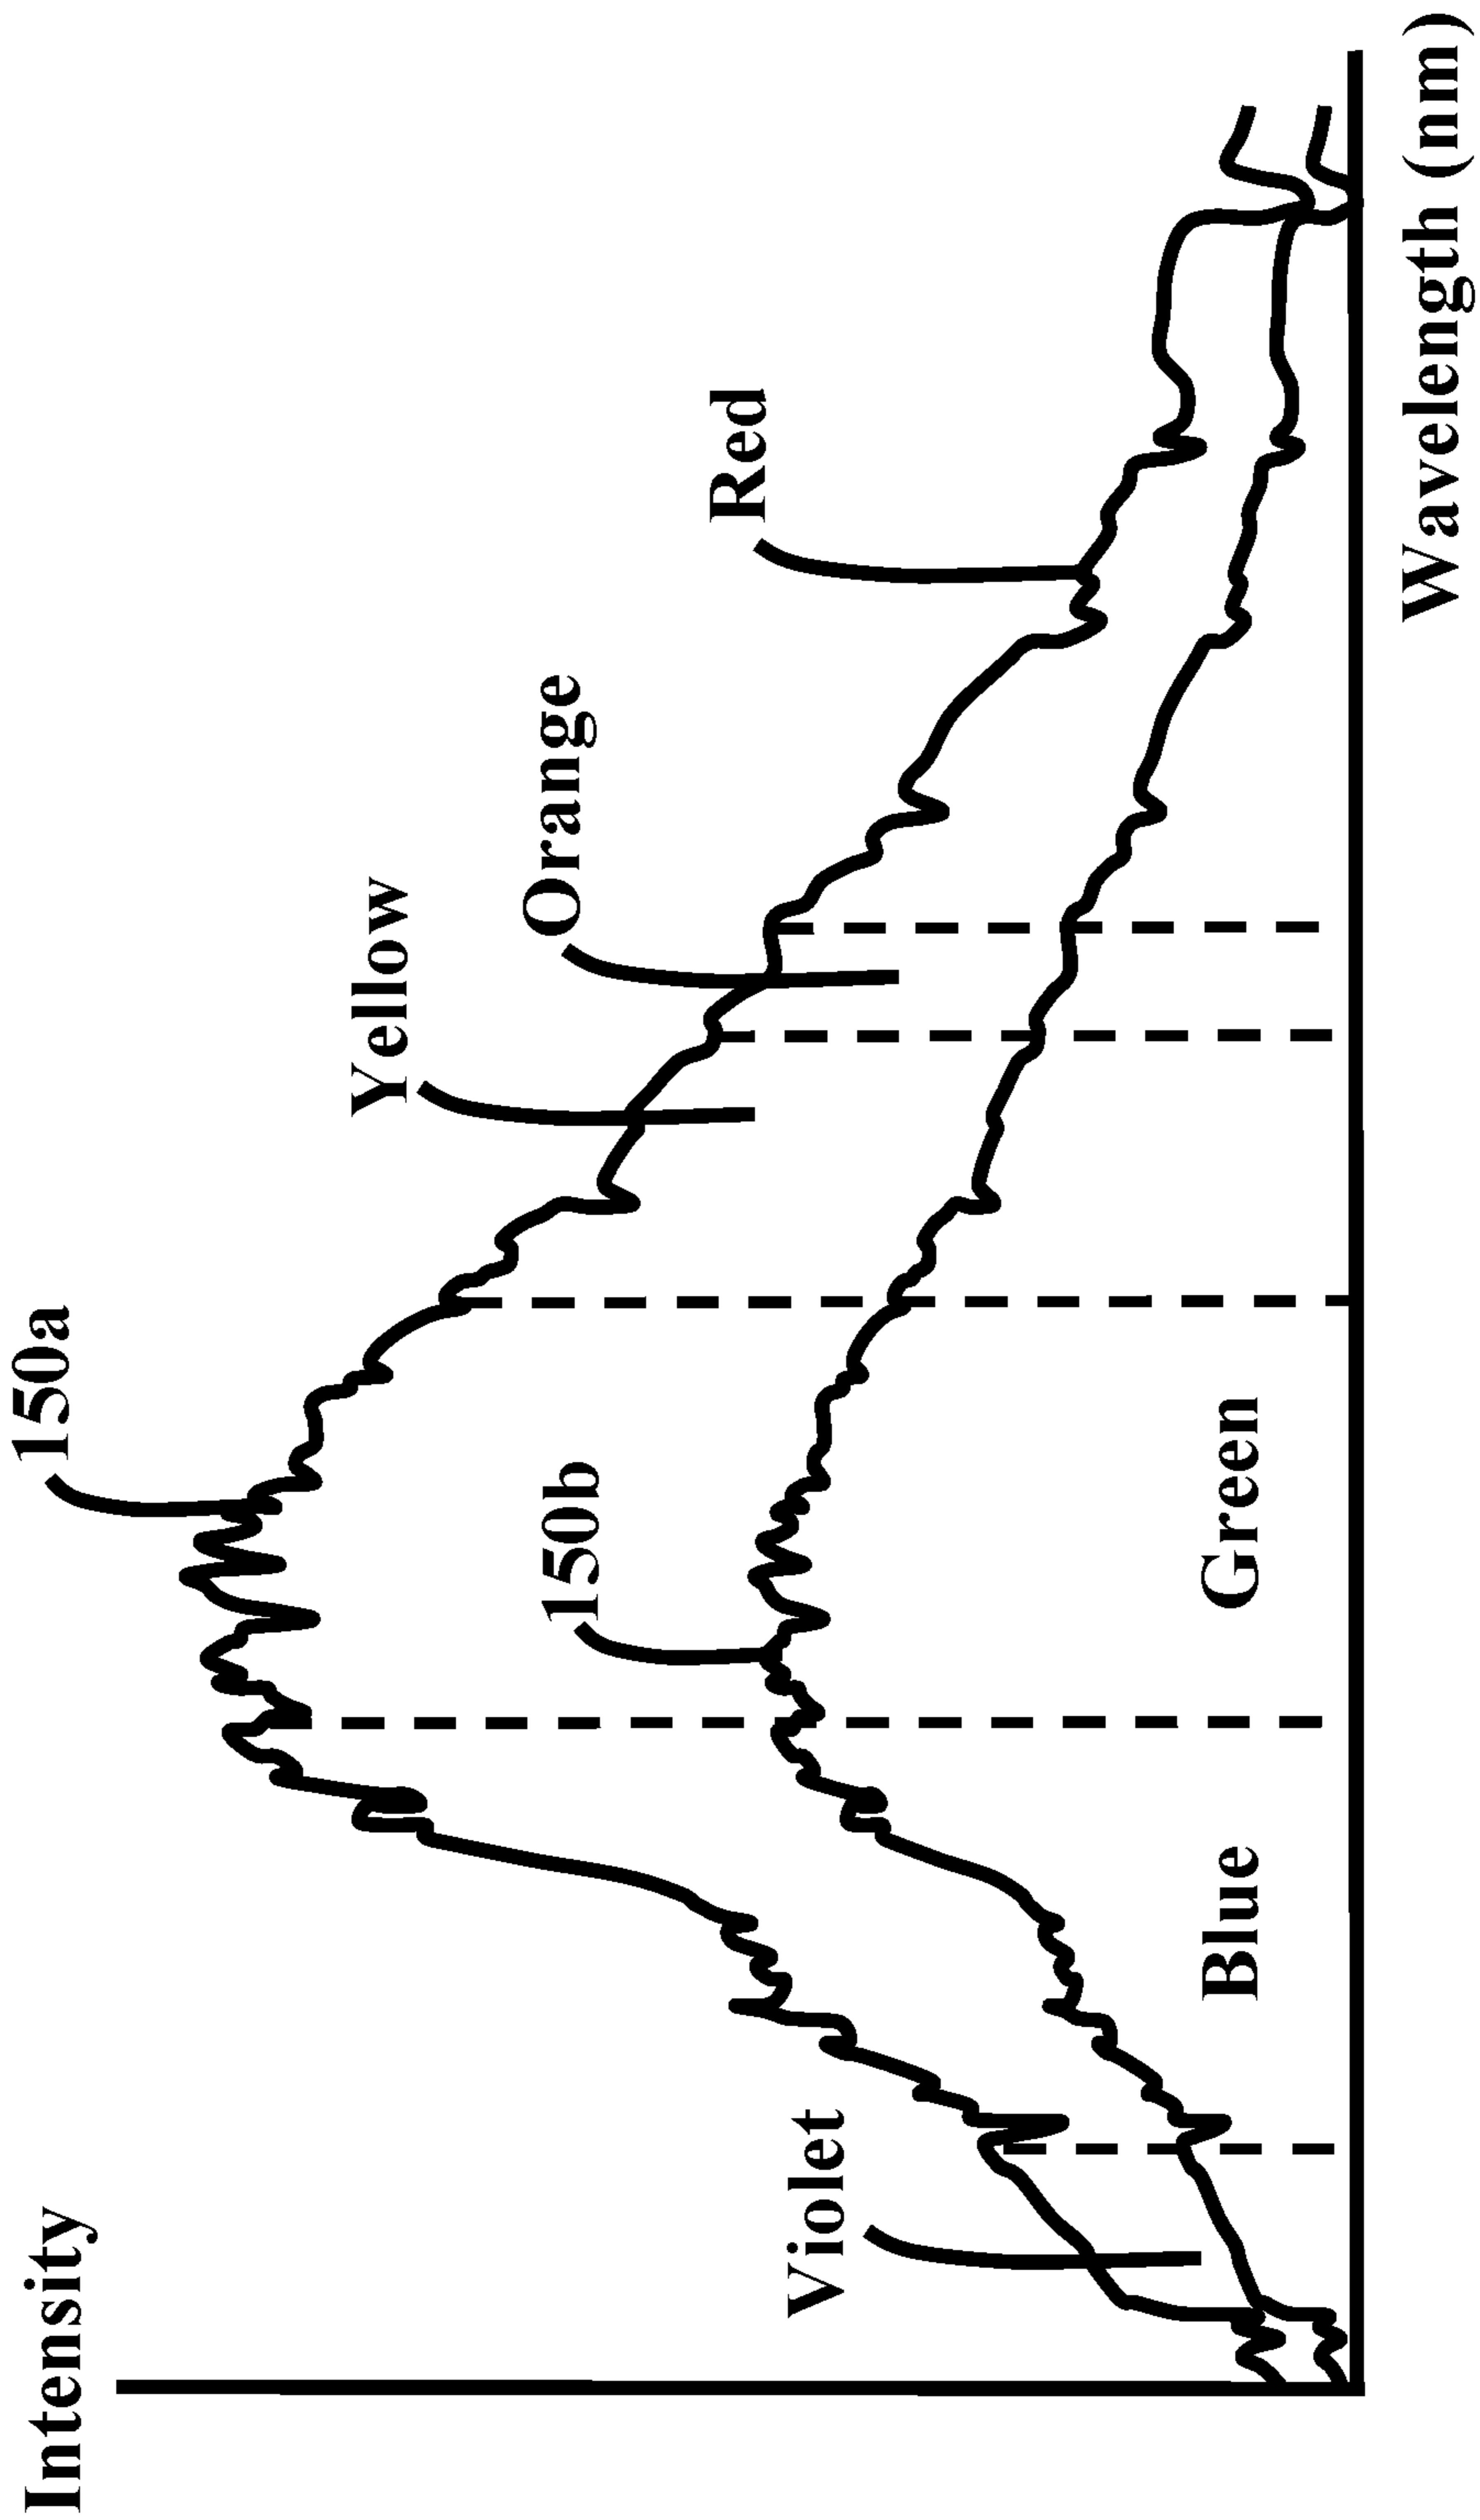 Intensity
150a
Yellow
Orange
150b
Red
Violet
Blue
Green
Wavelength (nm)